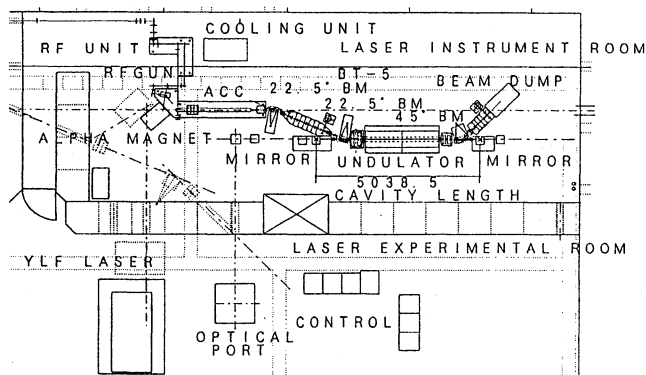 COOLING UNIT
RF UNIT
LASER INSTRUMENT ROOM
RFGUN
BT-5
ACC
22.5° BM
BEAM DUMP
22.5° BM
45° BM
ALPHA MAGNET
MIRROR
UNDULATOR
MIRROR
5038.5
CAVITY LENGTH
LASER EXPERIMENTAL ROOM
YLF LASER
CONTROL
OPTICAL
PORT